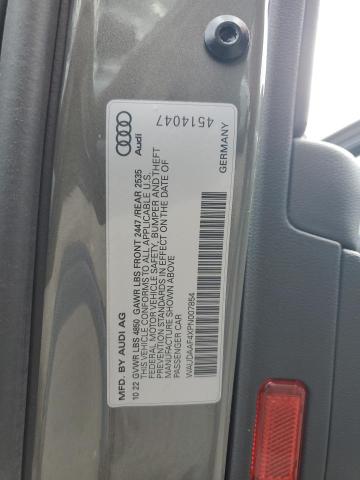 Audi
4514047
GERMANY
MFD. BY AUDI AG
10 22 GVWR LBS 4850 GAWR LBS FRONT 2447 /REAR 2535
THIS VEHICLE CONFORMS TO ALL APPLICABLE U.S.
FEDERAL MOTOR VEHICLE SAFETY, BUMPER AND THEFT
PREVENTION STANDARDS IN EFFECT ON THE DATE OF
MANUFACTURE SHOWN ABOVE
PASSENGER CAR
WAUDAAF4XPN007854